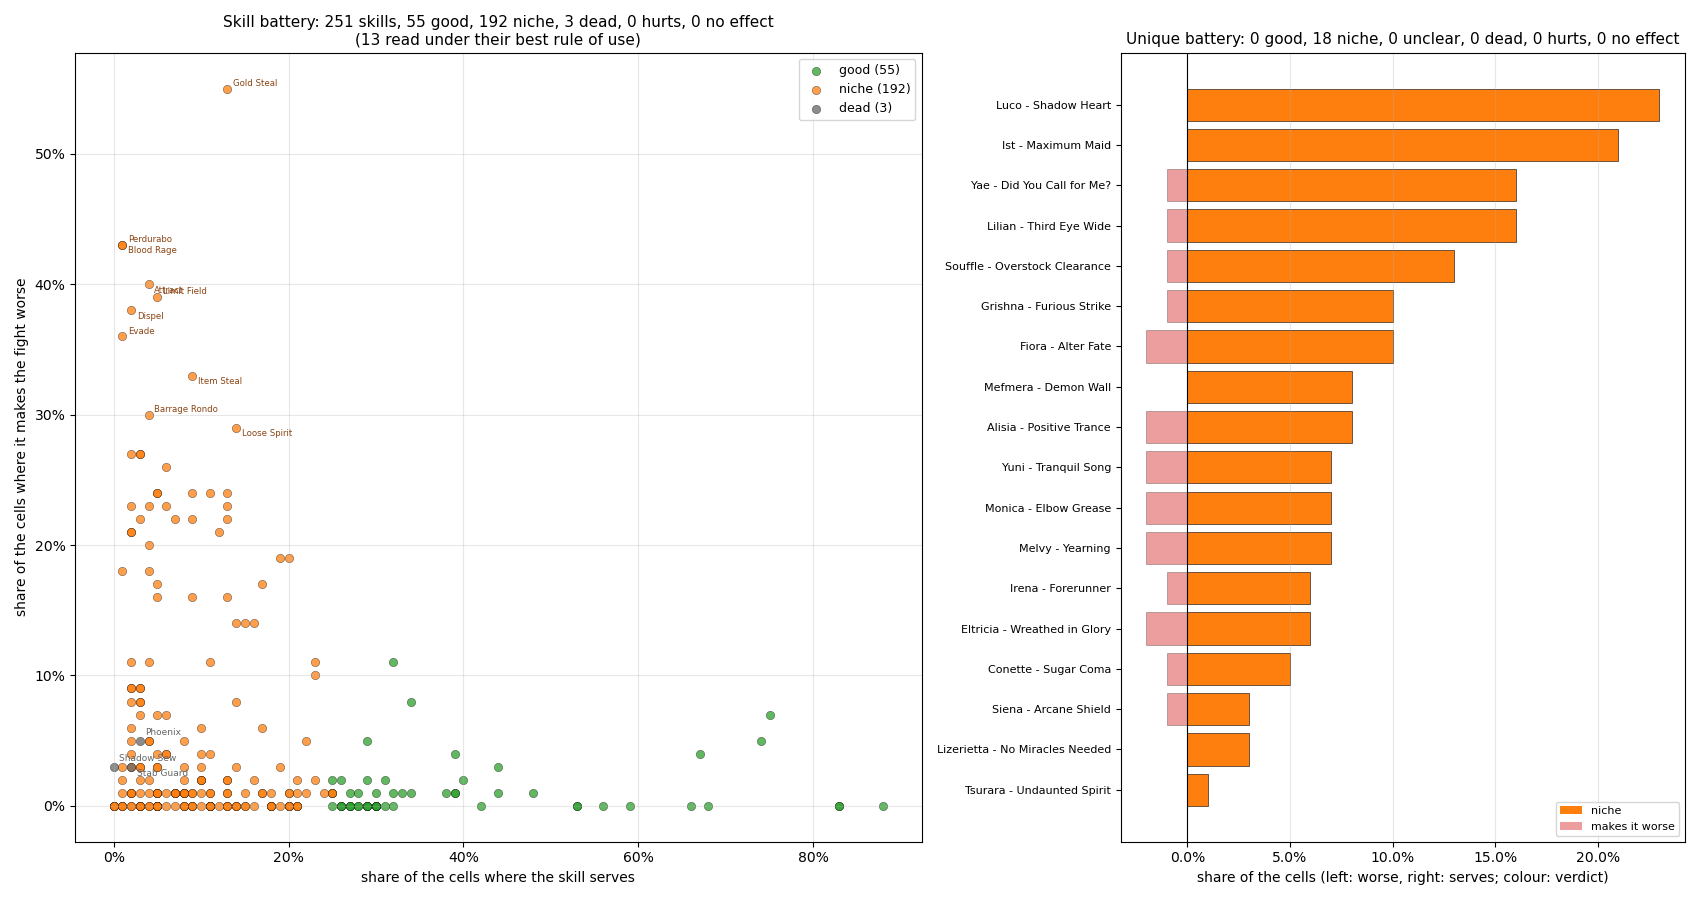 Skill battery: 251 skills, 55 good, 192 niche, 3 dead, 0 hurts, 0 no effect
(13 read under their best rule of use)
good (55)
niche (192)
dead (3)
Gold Steal
Perdurabo
Blood Rage
Attract
Limit Field
Dispel
Evade
Item Steal
Barrage Rondo
Loose Spirit
Phoenix
Shadow Sew
Stab Guard
50%
40%
30%
20%
10%
0%
share of the cells where it makes the fight worse
0%
20%
40%
60%
80%
share of the cells where the skill serves
Unique battery: 0 good, 18 niche, 0 unclear, 0 dead, 0 hurts, 0 no effect
Luco - Shadow Heart
Ist - Maximum Maid
Yae - Did You Call for Me?
Lilian - Third Eye Wide
Souffle - Overstock Clearance
Grishna - Furious Strike
Fiora - Alter Fate
Mefmera - Demon Wall
Alisia - Positive Trance
Yuni - Tranquil Song
Monica - Elbow Grease
Melvy - Yearning
Irena - Forerunner
Eltricia - Wreathed in Glory
Conette - Sugar Coma
Siena - Arcane Shield
Lizerietta - No Miracles Needed
Tsurara - Undaunted Spirit
niche
makes it worse
0.0%
5.0%
10.0%
15.0%
20.0%
share of the cells (left: worse, right: serves; colour: verdict)